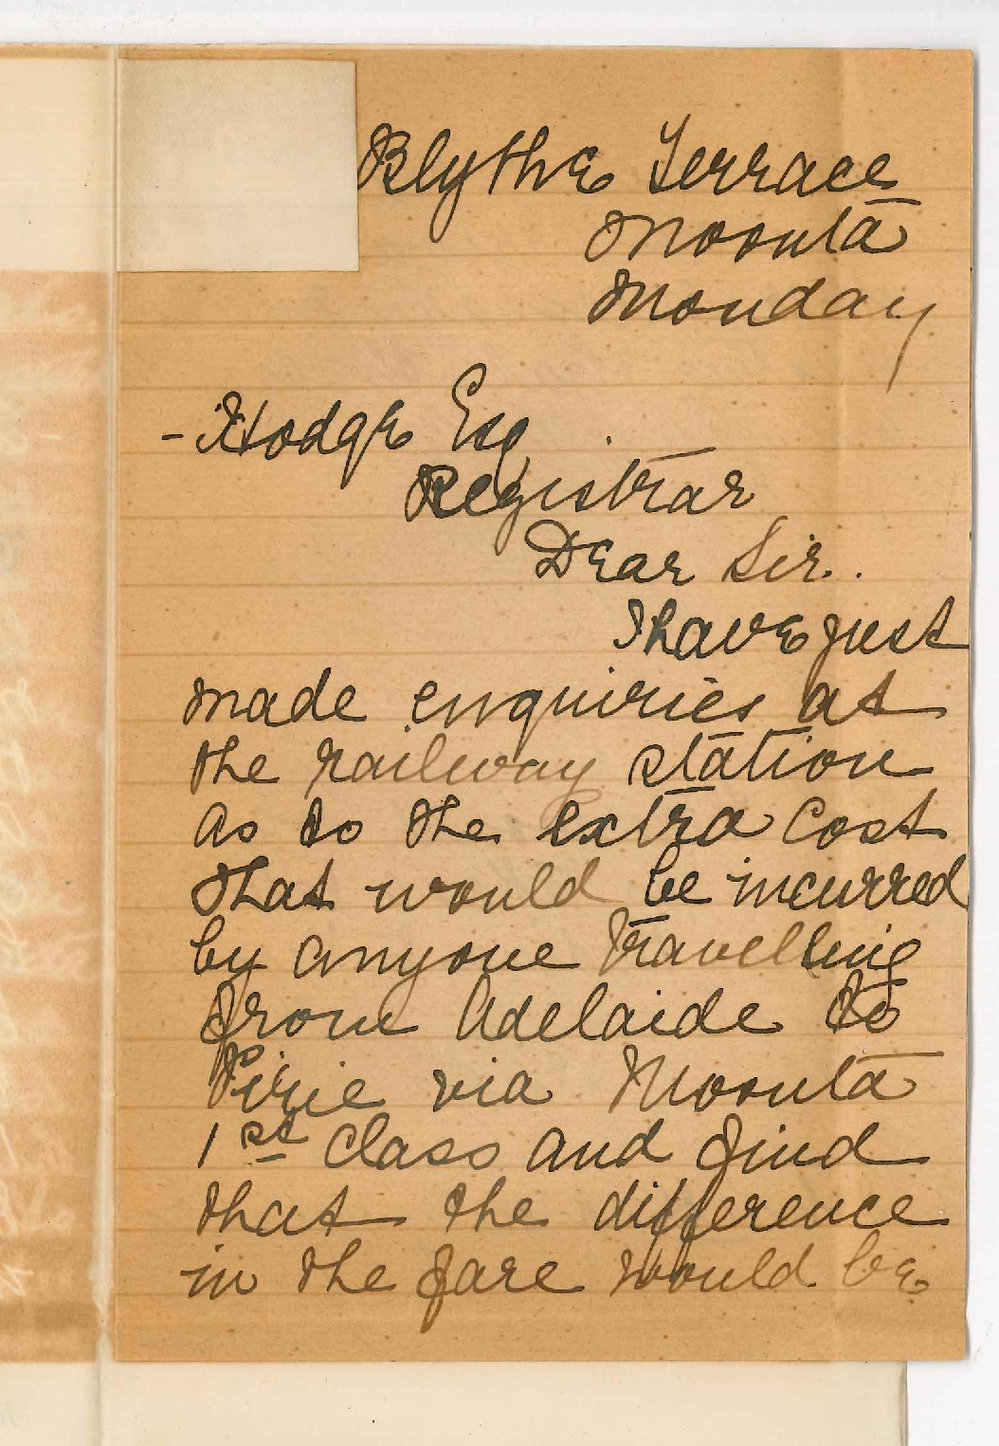 Blythe Terrace
Moonta
Monday
- Hodge Esq
Registrar
Dear Sir..
I have just
made enquiries at
the railway station
as to the extra cost
that would be incurred
by anyone travelling
from Adelaide to
Pirie via Moonta
1st class and find
that the difference
in the fare would be